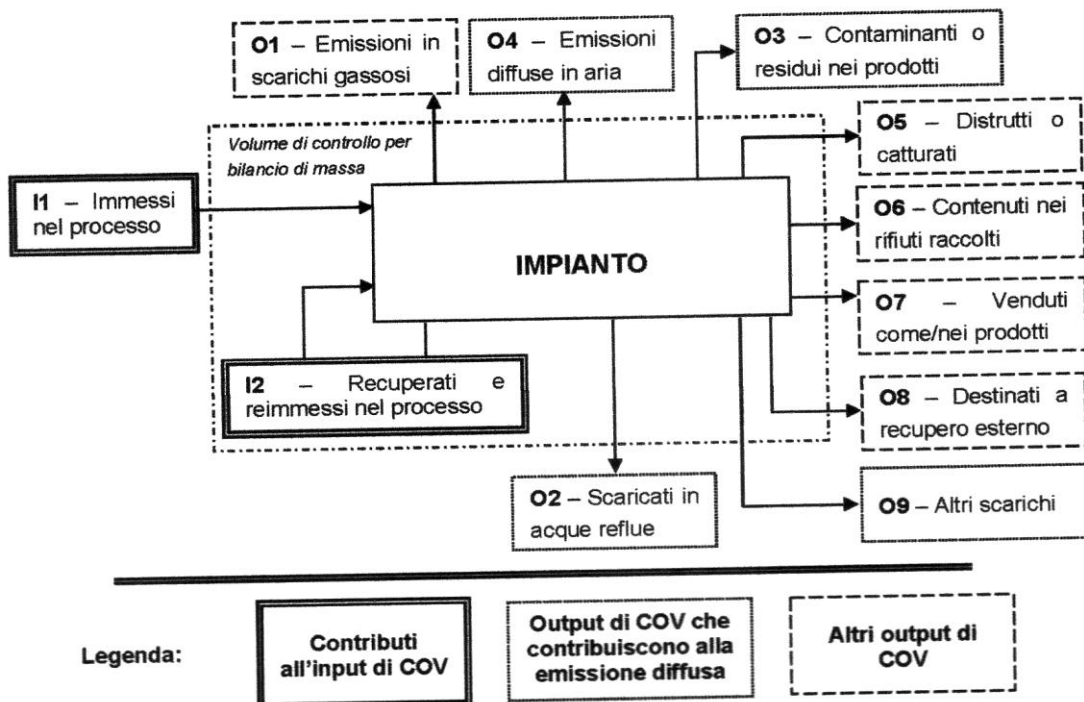 O1 – Emissioni in
scarichi gassosi
O4 – Emissioni
diffuse in aria
O3 – Contaminanti o
residui nei prodotti
Volume di controllo per
bilancio di massa
O5 – Distrutti o
catturati
I1 – Immessi
nel processo
O6 – Contenuti nei
rifiuti raccolti
IMPIANTO
O7 – Venduti
come/nei prodotti
I2 – Recuperati e
reimmessi nel processo
O8 – Destinati a
recupero esterno
O2 – Scaricati in
acque reflue
O9 – Altri scarichi
Legenda:
Contributi
all'input di COV
Output di COV che
contribuiscono alla
emissione diffusa
Altri output di
COV